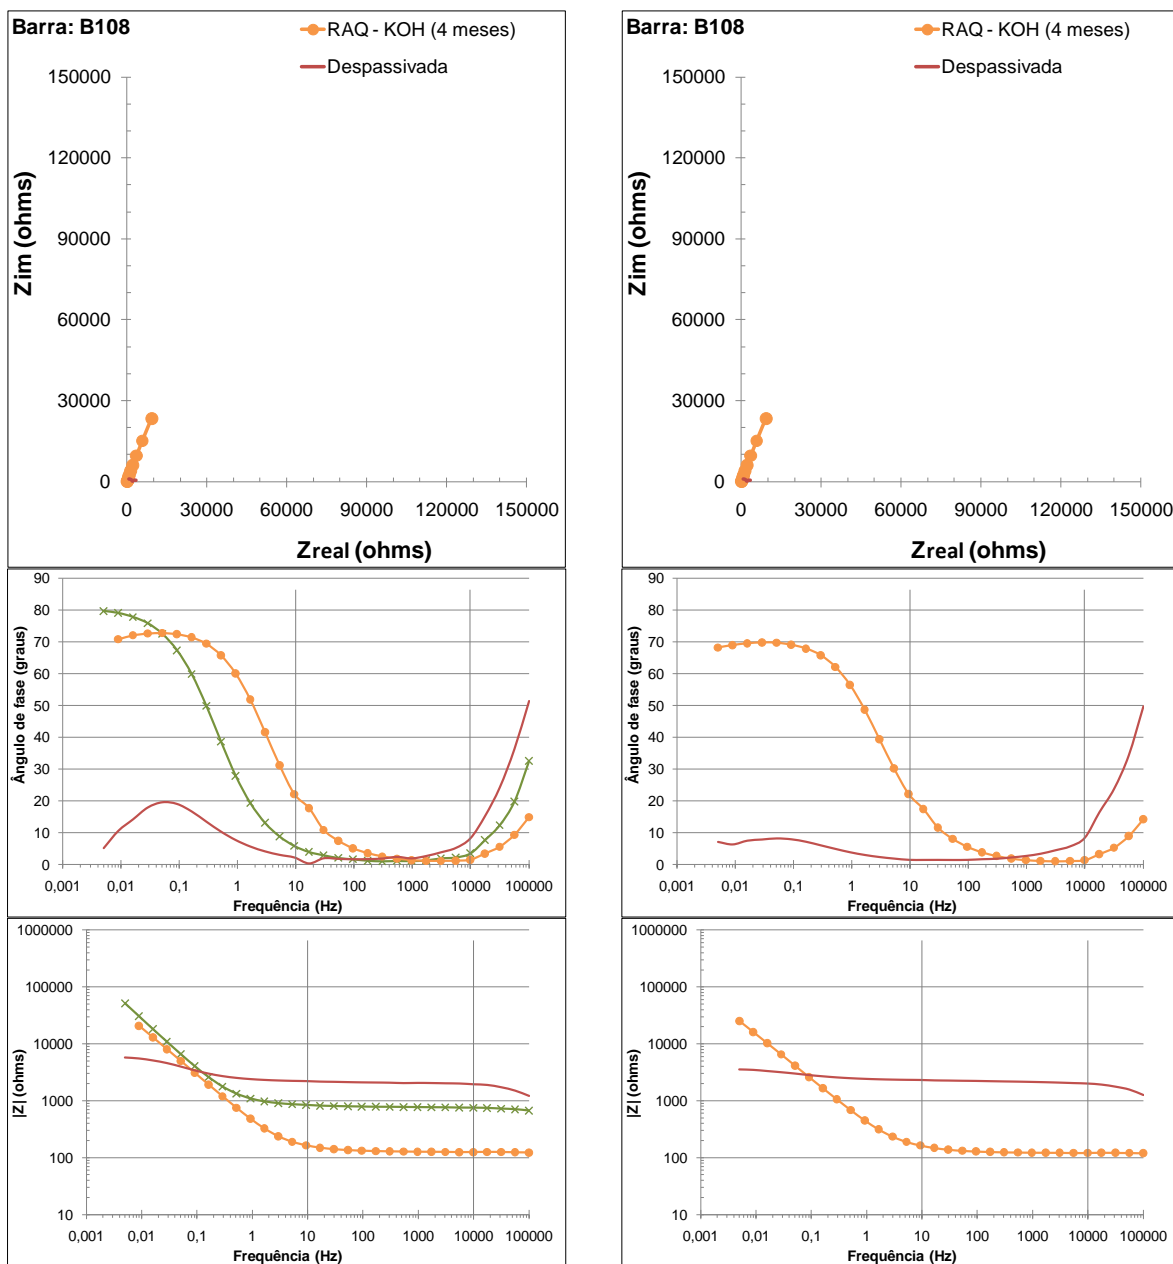 Barra: B108
RAQ - KOH (4 meses)
Despassivada
150000
120000
90000
60000
30000
0
Zim (ohms)
0 30000 60000 90000 120000 150000
Zreal (ohms)
90
80
70
60
50
40
30
20
10
0
Ângulo de fase (graus)
0,001 0,01 0,1 1 10 100 1000 10000 100000
Frequência (Hz)
1000000
100000
10000
1000
100
10
|Z| (ohms)
0,001 0,01 0,1 1 10 100 1000 10000 100000
Frequência (Hz)
Barra: B108
RAQ - KOH (4 meses)
Despassivada
150000
120000
90000
60000
30000
0
Zim (ohms)
0 30000 60000 90000 120000 150000
Zreal (ohms)
90
80
70
60
50
40
30
20
10
0
Ângulo de fase (graus)
0,001 0,01 0,1 1 10 100 1000 10000 100000
Frequência (Hz)
1000000
100000
10000
1000
100
10
|Z| (ohms)
0,001 0,01 0,1 1 10 100 1000 10000 100000
Frequência (Hz)